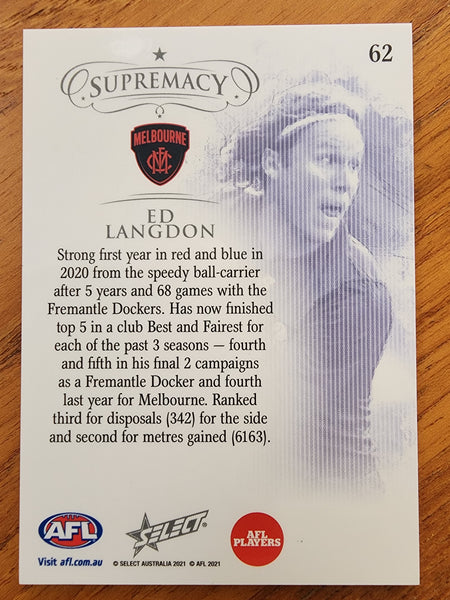 62
SUPREMACY
MELBOURNE
ED
LANGDON
Strong first year in red and blue in
2020 from the speedy ball-carrier
after 5 years and 68 games with the
Fremantle Dockers. Has now finished
top 5 in a club Best and Fairest for
each of the past 3 seasons — fourth
and fifth in his final 2 campaigns
as a Fremantle Docker and fourth
last year for Melbourne. Ranked
third for disposals (342) for the side
and second for metres gained (6163).
AFL
SELECT
AFL
PLAYERS
Visit afl.com.au
© SELECT AUSTRALIA 2021 © AFL 2021